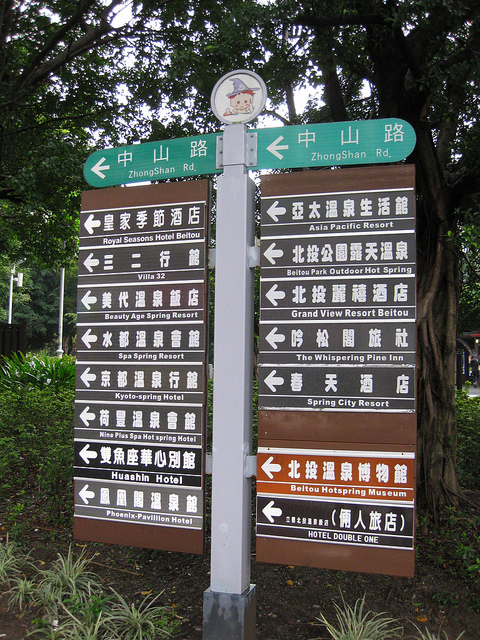 中山路
ZhongShan Rd.
中山路
ZhongShan Rd.
皇家季節酒店
Royal Seasons Hotel Beitou
三二行館
Villa 32
美代溫泉飯店
Beauty Age Spring Resort
水都溫泉會館
Spa Spring Resort
京都溫泉行館
Kyoto-spring Hotel
荷豐溫泉會館
Nine Plus Spa Hot spring Hotel
雙魚座華心別館
Huashin Hotel
鳳凰閣溫泉館
Phoenix-Pavillion Hotel
亞太溫泉生活館
Asia Pacific Resort
北投公園露天溫泉
Beitou Park Outdoor Hot Spring
北投麗禧酒店
Grand View Resort Beitou
吟松閣旅社
The Whispering Pine Inn
春天酒店
Spring City Resort
北投溫泉博物館
Beitou Hotspring Museum
(倆人旅店)
HOTEL DOUBLE ONE